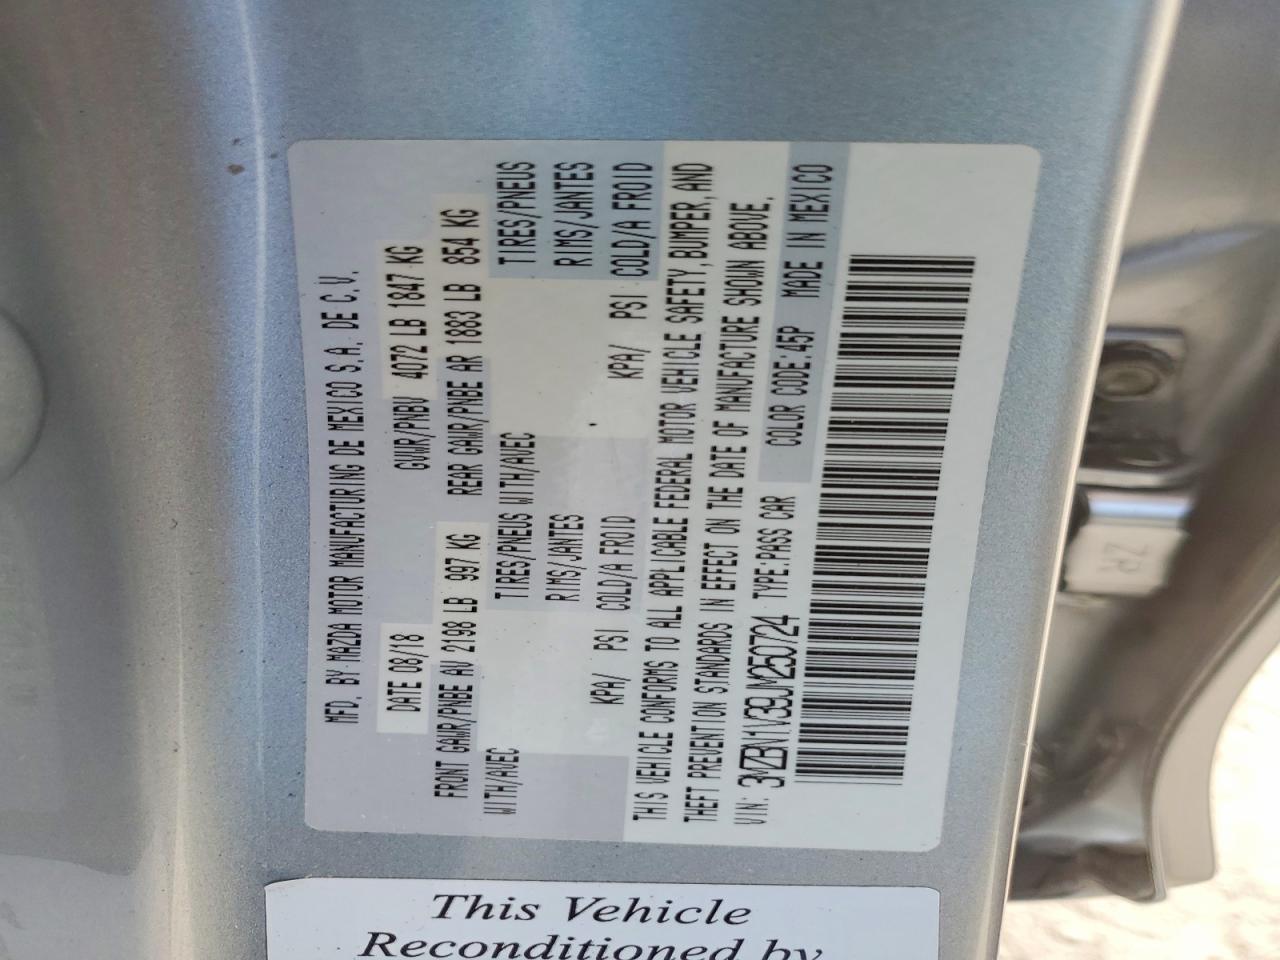 MFD. BY MAZDA MOTOR MANUFACTURING DE MEXICO S.A. DE C.V.
DATE 08/18 GVWR/PNBV 4072 LB 1847 KG
FRONT GAWR/PNBE AV 2198 LB 997 KG REAR GAWR/PNBE AR 1883 LB 854 KG
WITH/AVEC TIRES/PNEUS WITH/AVEC TIRES/PNEUS
RIMS/JANTES RIMS/JANTES
KPA/ PSI COLD/A FROID KPA/ PSI COLD/A FROID
THIS VEHICLE CONFORMS TO ALL APPLICABLE FEDERAL MOTOR VEHICLE SAFETY, BUMPER, AND
THEFT PREVENTION STANDARDS IN EFFECT ON THE DATE OF MANUFACTURE SHOWN ABOVE.
VIN: 3MZBN1V39JM250724 TYPE:PASS CAR COLOR CODE:45P MADE IN MEXICO
This Vehicle
Reconditioned by
ZR